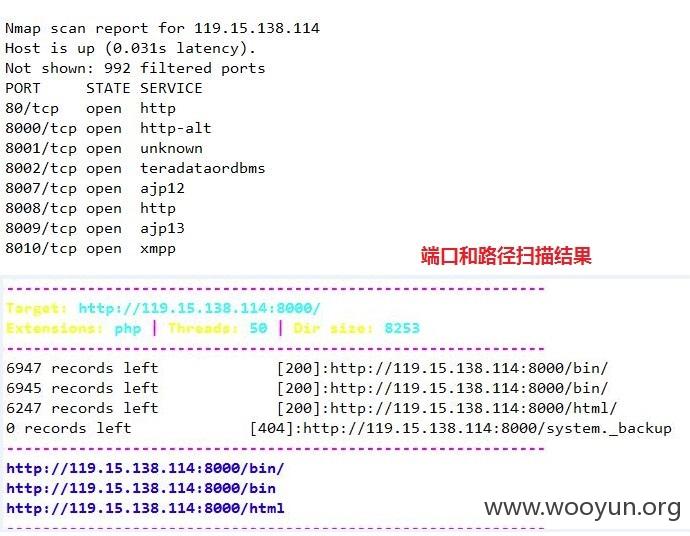 Nmap scan report for 119.15.138.114
Host is up (0.031s latency).
Not shown: 992 filtered ports
PORT     STATE SERVICE
80/tcp   open  http
8000/tcp open  http-alt
8001/tcp open  unknown
8002/tcp open  teradataordbms
8007/tcp open  ajp12
8008/tcp open  http
8009/tcp open  ajp13
8010/tcp open  xmpp
端口和路径扫描结果
------------------------------------------------------------
Target: http://119.15.138.114:8000/
Extensions: php | Threads: 50 | Dir size: 8253
------------------------------------------------------------
6947 records left             [200]:http://119.15.138.114:8000/bin/
6945 records left             [200]:http://119.15.138.114:8000/bin/
6247 records left             [200]:http://119.15.138.114:8000/html/
0 records left             [404]:http://119.15.138.114:8000/system._backup
------------------------------------------------------------
http://119.15.138.114:8000/bin/
http://119.15.138.114:8000/bin
http://119.15.138.114:8000/html
www.wooyun.org
------------------------------------------------------------